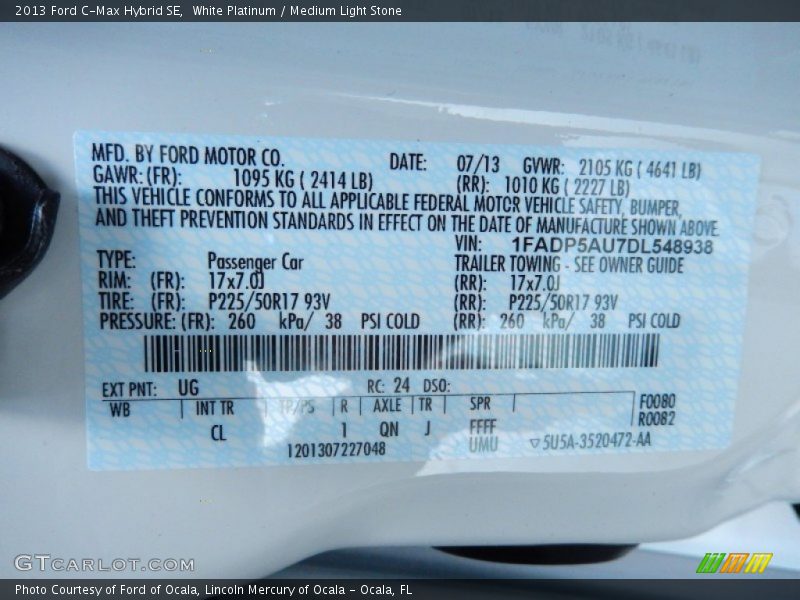 2013 Ford C-Max Hybrid SE, White Platinum / Medium Light Stone
MFD. BY FORD MOTOR CO. DATE: 07/13 GVWR: 2105 KG ( 4641 LB)
GAWR: (FR): 1095 KG ( 2414 LB) (RR): 1010 KG ( 2227 LB)
THIS VEHICLE CONFORMS TO ALL APPLICABLE FEDERAL MOTOR VEHICLE SAFETY, BUMPER,
AND THEFT PREVENTION STANDARDS IN EFFECT ON THE DATE OF MANUFACTURE SHOWN ABOVE.
VIN: 1FADP5AU7DL548938
TYPE: Passenger Car TRAILER TOWING - SEE OWNER GUIDE
RIM: (FR): 17x7.0J (RR): 17x7.0J
TIRE: (FR): P225/50R17 93V (RR): P225/50R17 93V
PRESSURE: (FR): 260 kPa/ 38 PSI COLD (RR): 260 kPa/ 38 PSI COLD
EXT PNT: UG RC: 24 DSO:
WB INT TR TP/PS R AXLE TR SPR F0080
R0082
CL 1 QN J FFFF
UMU
1201307227048 ▽5U5A-3520472-AA
GTCARLOT.COM
Photo Courtesy of Ford of Ocala, Lincoln Mercury of Ocala - Ocala, FL